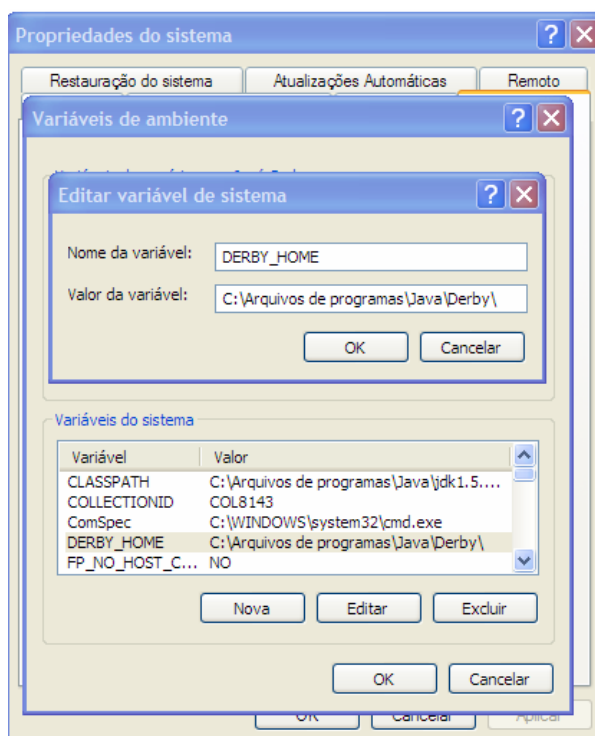 Propriedades do sistema
Restauração do sistema Atualizações Automáticas Remoto
Variáveis de ambiente
Editar variável de sistema
Nome da variável: DERBY_HOME
Valor da variável: C:\Arquivos de programas\Java\Derby\
OK Cancelar
Variáveis do sistema
Variável Valor
CLASSPATH C:\Arquivos de programas\Java\jdk1.5....
COLLECTIONID COL8143
ComSpec C:\WINDOWS\system32\cmd.exe
DERBY_HOME C:\Arquivos de programas\Java\Derby\
FP_NO_HOST_C... NO
Nova Editar Excluir
OK Cancelar
OK Cancelar Aplicar